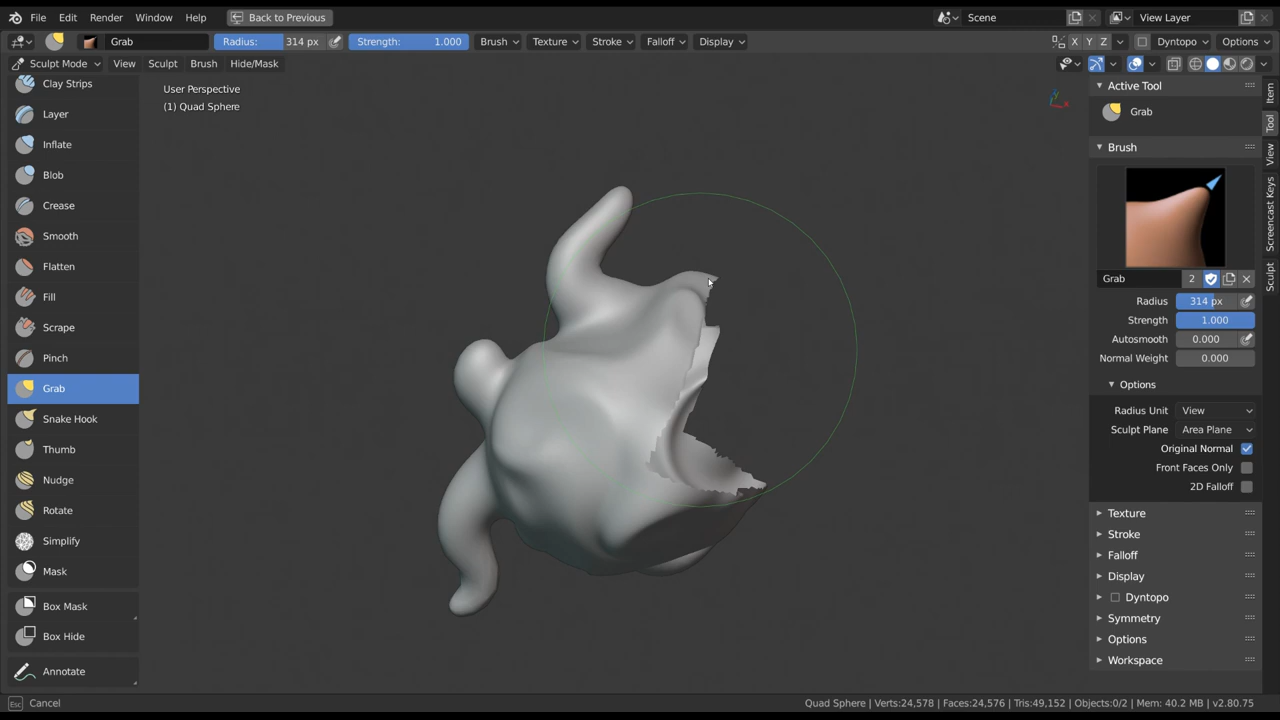 File Edit Render Window Help Back to Previous Scene View Layer
Grab Radius: 314 px Strength: 1.000 Brush Texture Stroke Falloff Display X Y Z Dyntopo Options
Sculpt Mode View Sculpt Brush Hide/Mask
User Perspective
(1) Quad Sphere
Clay Strips
Layer
Inflate
Blob
Crease
Smooth
Flatten
Fill
Scrape
Pinch
Grab
Snake Hook
Thumb
Nudge
Rotate
Simplify
Mask
Box Mask
Box Hide
Annotate
Y
X
Active Tool
Grab
Brush
Grab 2
Radius 314 px
Strength 1.000
Autosmooth 0.000
Normal Weight 0.000
Options
Radius Unit View
Sculpt Plane Area Plane
Original Normal
Front Faces Only
2D Falloff
Texture
Stroke
Falloff
Display
Dyntopo
Symmetry
Options
Workspace
Item
Tool
View
Screencast Keys
Sculpt
Esc Cancel Quad Sphere | Verts:24,578 | Faces:24,576 | Tris:49,152 | Objects:0/2 | Mem: 40.2 MB | v2.80.75